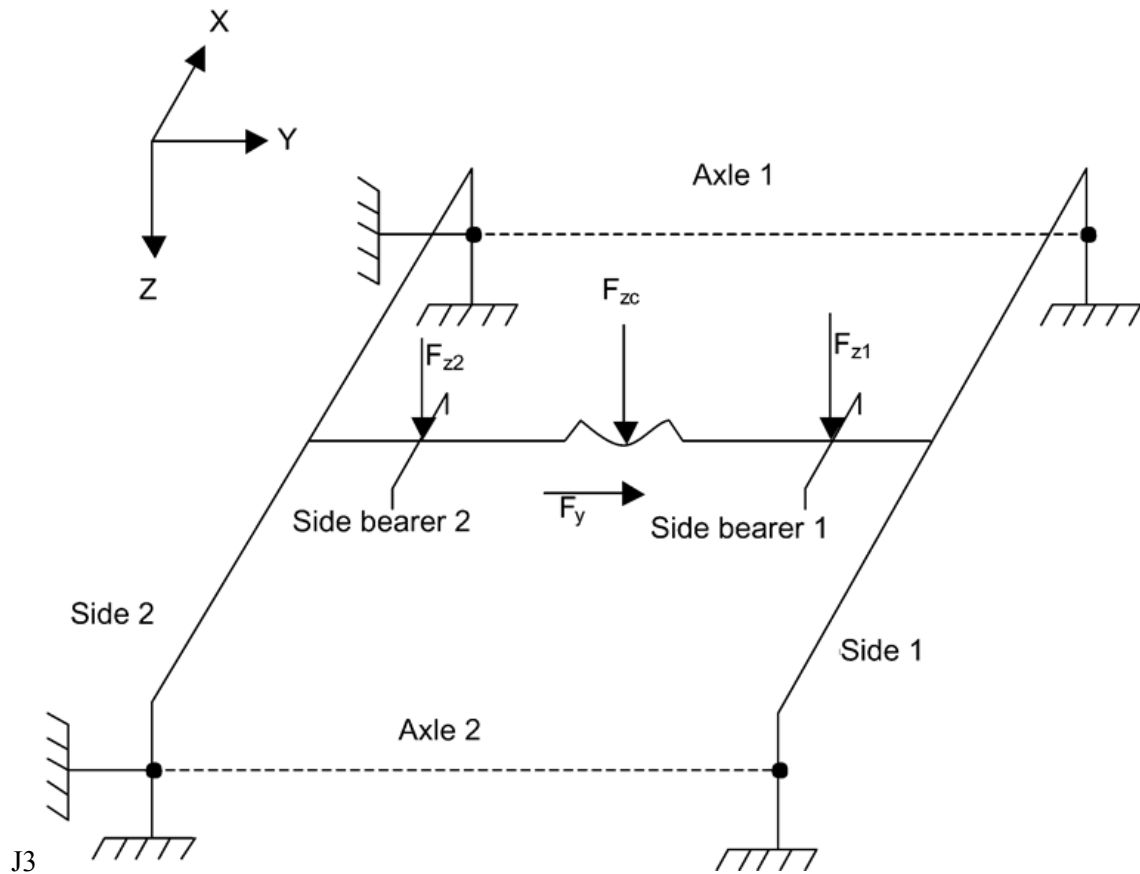 X
Y
Z
Axle 1
F_zc
F_z2
F_z1
Side bearer 2
F_y
Side bearer 1
Side 2
Side 1
Axle 2
J3